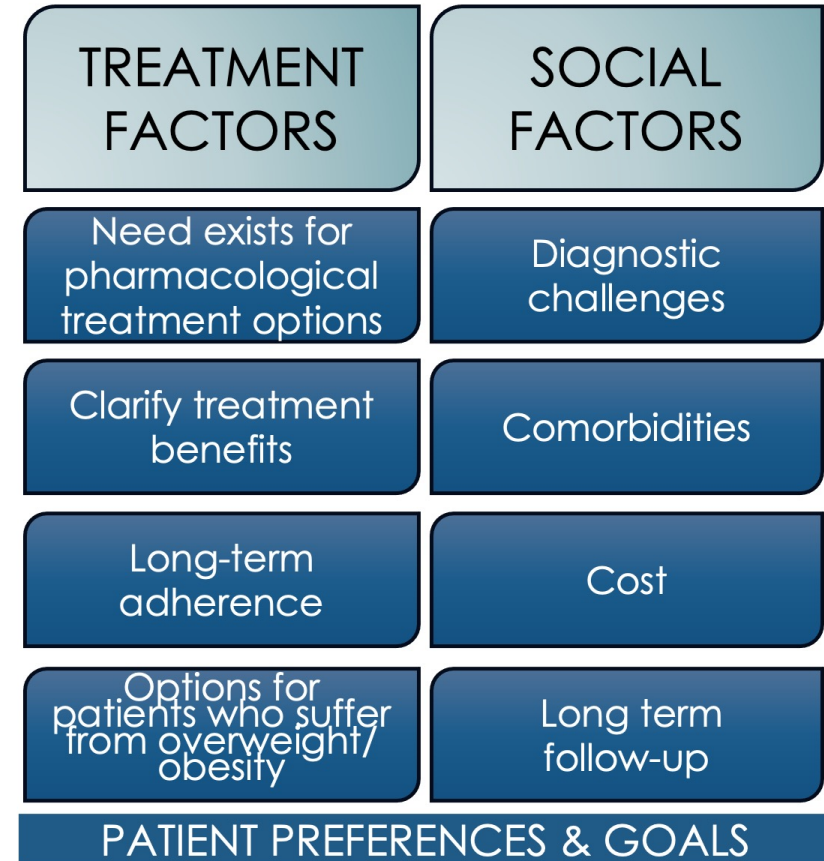 TREATMENT
FACTORS
Need exists for
pharmacological
treatment options
Clarify treatment
benefits
Long-term
adherence
Options for
patients who suffer
from overweight/
obesity
SOCIAL
FACTORS
Diagnostic
challenges
Comorbidities
Cost
Long term
follow-up
PATIENT PREFERENCES & GOALS